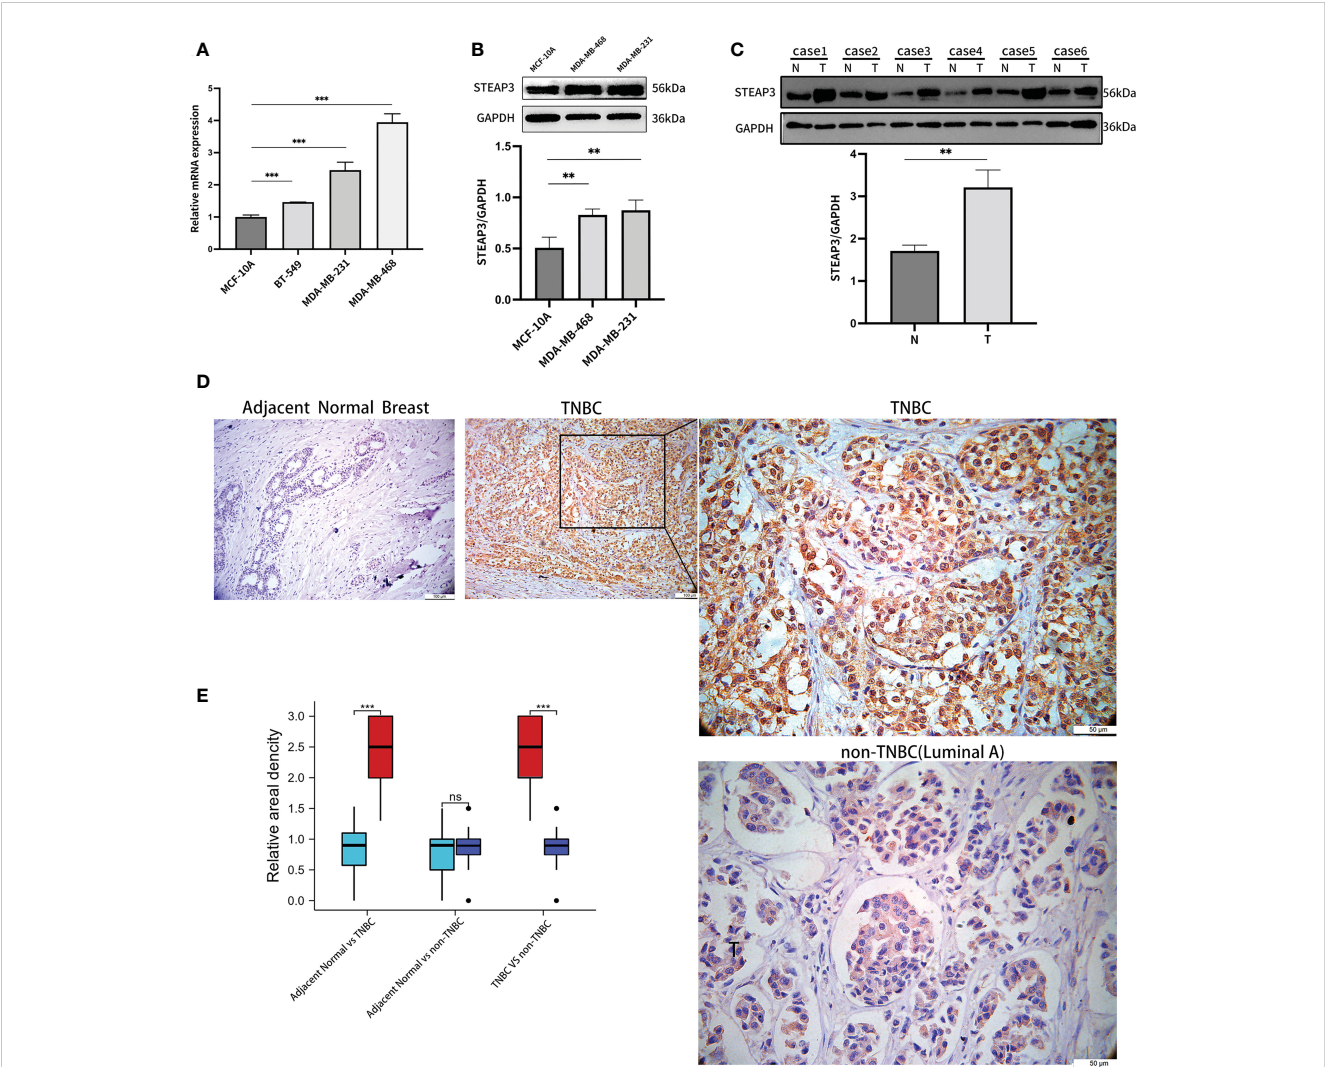 A
Relative mRNA expression
5
4
3
2
1
0
***
***
***
MCF-10A
BT-549
MDA-MB-231
MDA-MB-468
B
MCF-10A
MDA-MB-468
MDA-MB-231
STEAP3
56kDa
GAPDH
36kDa
STEAP3/GAPDH
1.5
1.0
0.5
0.0
**
**
MCF-10A
MDA-MB-468
MDA-MB-231
C
case1 case2 case3 case4 case5 case6
N T N T N T N T N T N T
STEAP3
56kDa
GAPDH
36kDa
STEAP3/GAPDH
4
3
2
1
0
**
N
T
D
Adjacent Normal Breast
TNBC
TNBC
100 µm
100 µm
50 µm
non-TNBC(Luminal A)
T
50 µm
E
Relative areal dencity
3.0
2.5
2.0
1.5
1.0
0.5
0.0
***
ns
***
Adjacent Normal vs TNBC
Adjacent Normal vs non-TNBC
TNBC VS non-TNBC